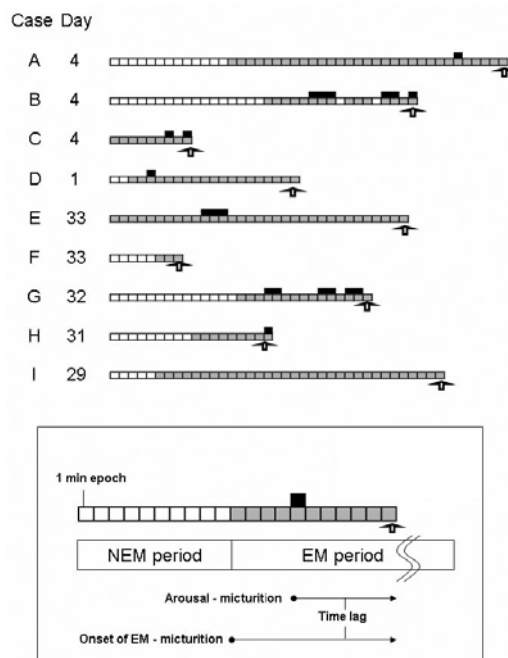 Case Day
A 4
B 4
C 4
D 1
E 33
F 33
G 32
H 31
I 29
1 min epoch
NEM period EM period
Arousal - micturition
Time lag
Onset of EM - micturition